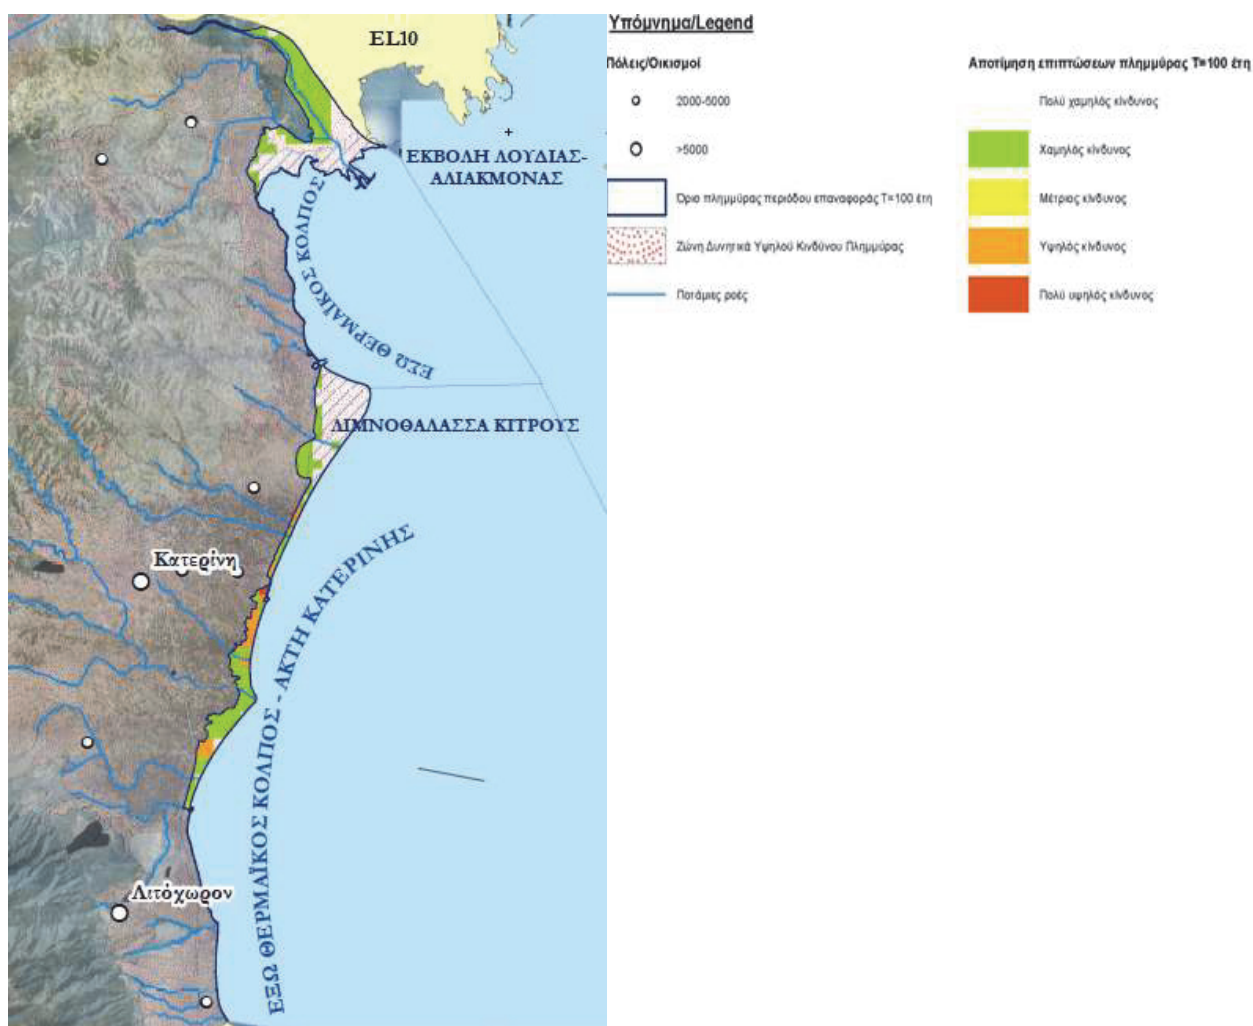 EL10
ΕΚΒΟΛΗ ΛΟΥΔΙΑΣ-
ΑΛΙΑΚΜΟΝΑΣ
ΕΞΩ ΘΕΡΜΑΪΚΟΣ ΚΟΛΠΟΣ
ΛΙΜΝΟΘΑΛΑΣΣΑ ΚΙΤΡΟΥΣ
Κατερίνη
ΕΞΩ ΘΕΡΜΑΪΚΟΣ ΚΟΛΠΟΣ - ΑΚΤΗ ΚΑΤΕΡΙΝΗΣ
Λιτόχωρον
Υπόμνημα/Legend
Πόλεις/Οικισμοί
2000-5000
>5000
Όριο πλημμύρας περιόδου επαναφοράς Τ=100 έτη
Ζώνη Δυνητικά Υψηλού Κινδύνου Πλημμύρας
Ποτάμιες ροές
Αποτίμηση επιπτώσεων πλημμύρας Τ=100 έτη
Πολύ χαμηλός κίνδυνος
Χαμηλός κίνδυνος
Μέτριος κίνδυνος
Υψηλός κίνδυνος
Πολύ υψηλός κίνδυνος